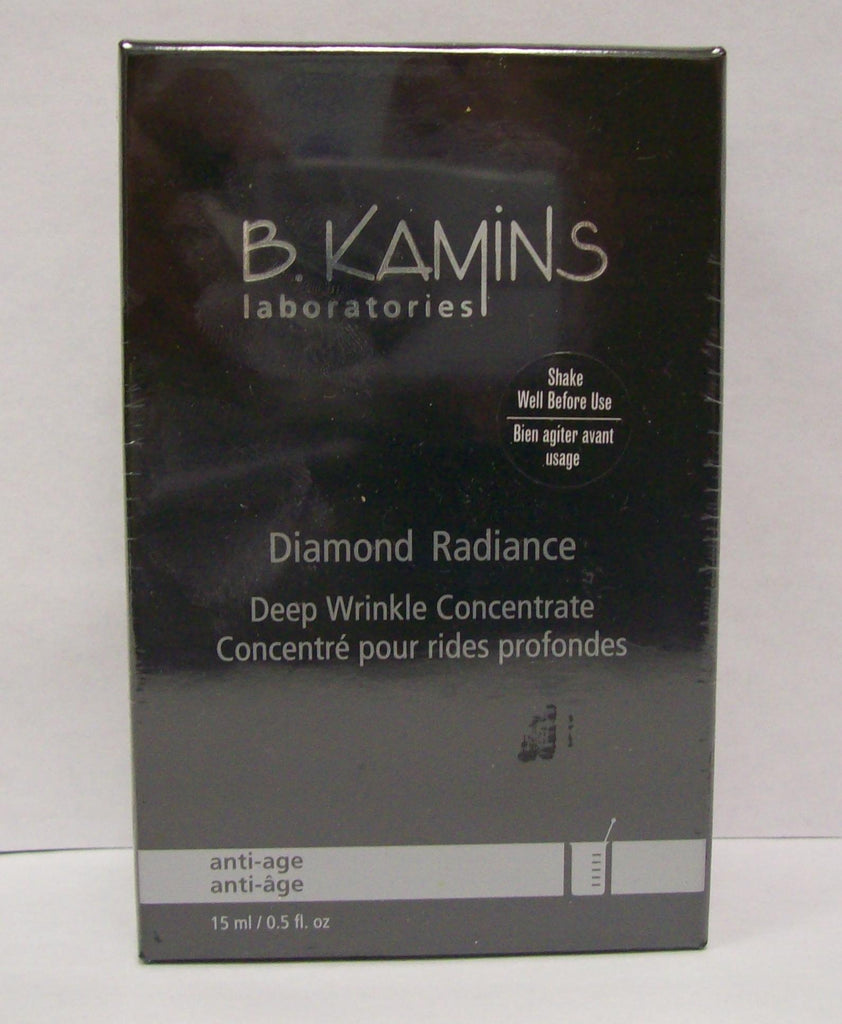 B. KAMINS
laboratories
Shake
Well Before Use
Bien agiter avant
usage
Diamond Radiance
Deep Wrinkle Concentrate
Concentré pour rides profondes
anti-age
anti-âge
15 ml / 0.5 fl. oz